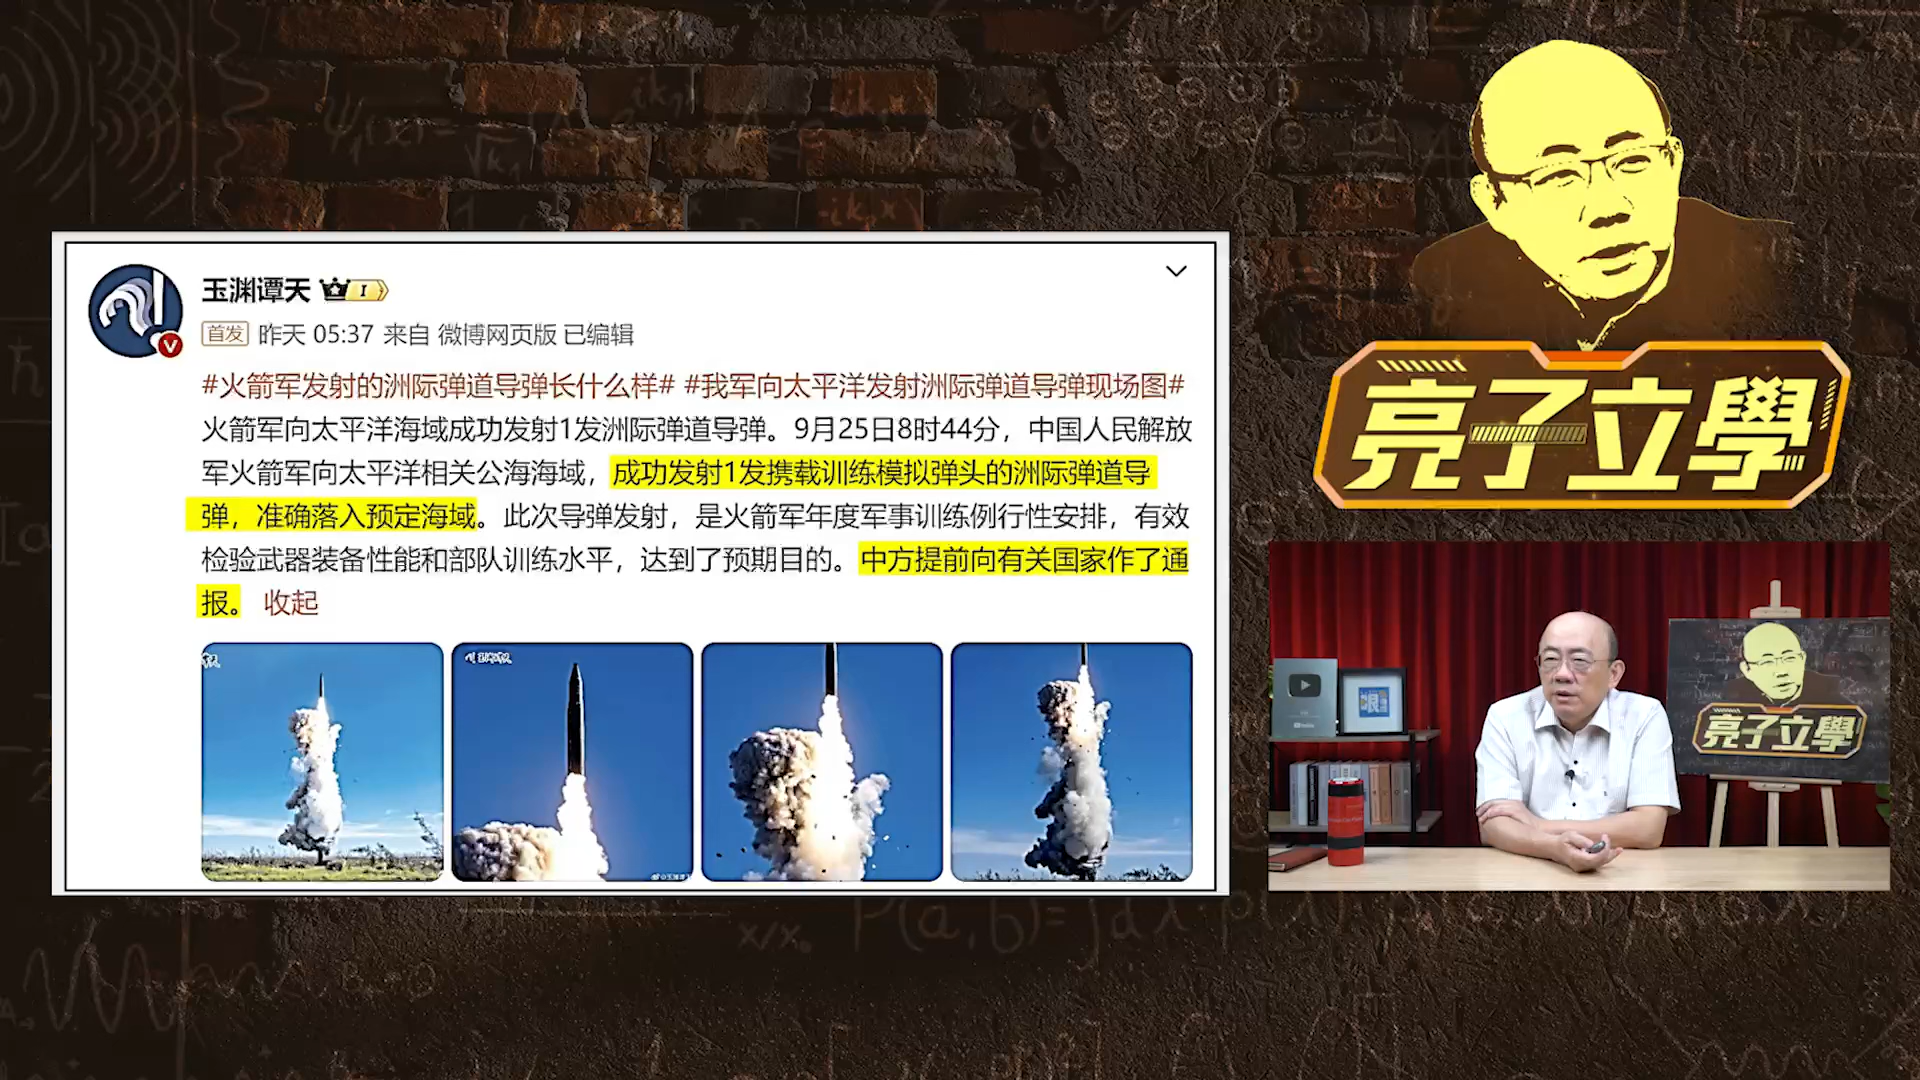 玉渊谭天
I
首发 昨天 05:37 来自 微博网页版 已编辑
#火箭军发射的洲际弹道导弹长什么样# #我军向太平洋发射洲际弹道导弹现场图#
火箭军向太平洋海域成功发射1发洲际弹道导弹。9月25日8时44分，中国人民解放
军火箭军向太平洋相关公海海域，成功发射1发携载训练模拟弹头的洲际弹道导
弹，准确落入预定海域。此次导弹发射，是火箭军年度军事训练例行性安排，有效
检验武器装备性能和部队训练水平，达到了预期目的。中方提前向有关国家作了通
报。 收起
亮了立學
亮了立學